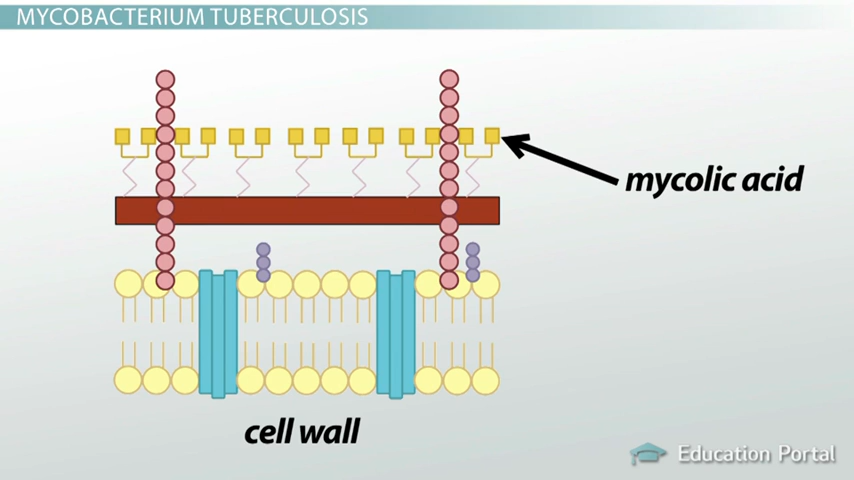 MYCOBACTERIUM TUBERCULOSIS
mycolic acid
cell wall
Education Portal